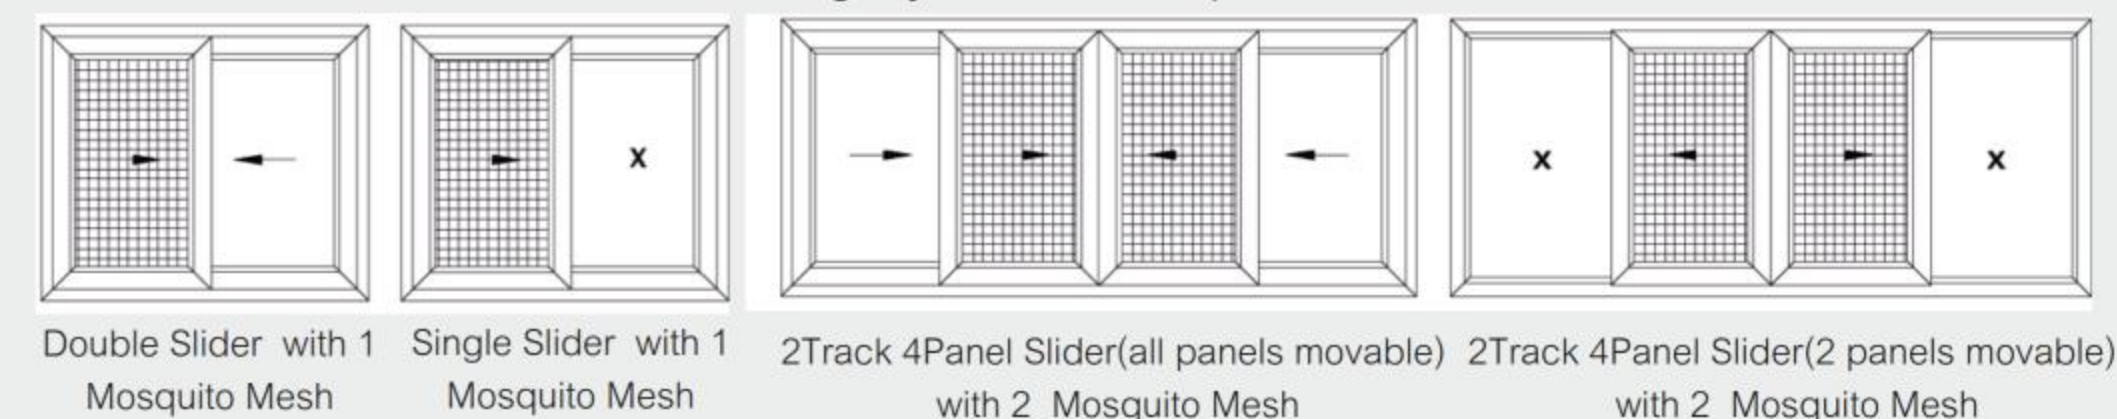 Double Slider with 1
Mosquito Mesh
Single Slider with 1
Mosquito Mesh
2Track 4Panel Slider(all panels movable)
with 2 Mosquito Mesh
2Track 4Panel Slider(2 panels movable)
with 2 Mosquito Mesh
X
X
X